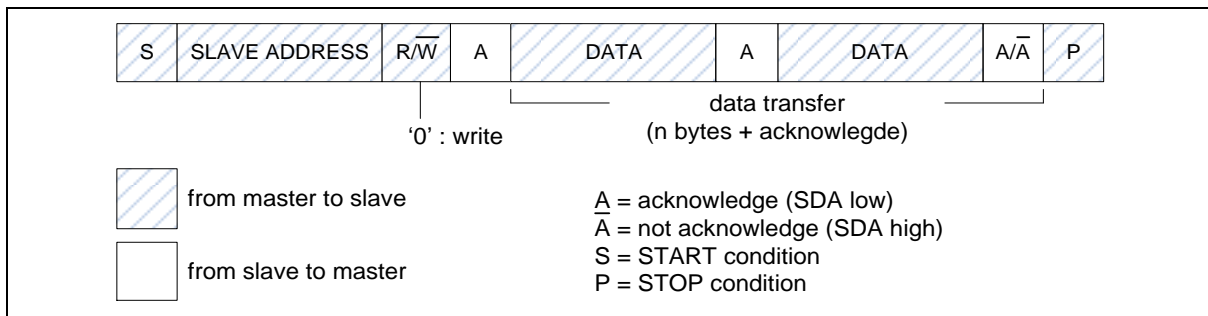 S SLAVE ADDRESS R/W̅ A DATA A DATA A/A̅ P
data transfer
(n bytes + acknowlegde)
‘0’ : write
from master to slave
from slave to master
A = acknowledge (SDA low)
A̅ = not acknowledge (SDA high)
S = START condition
P = STOP condition